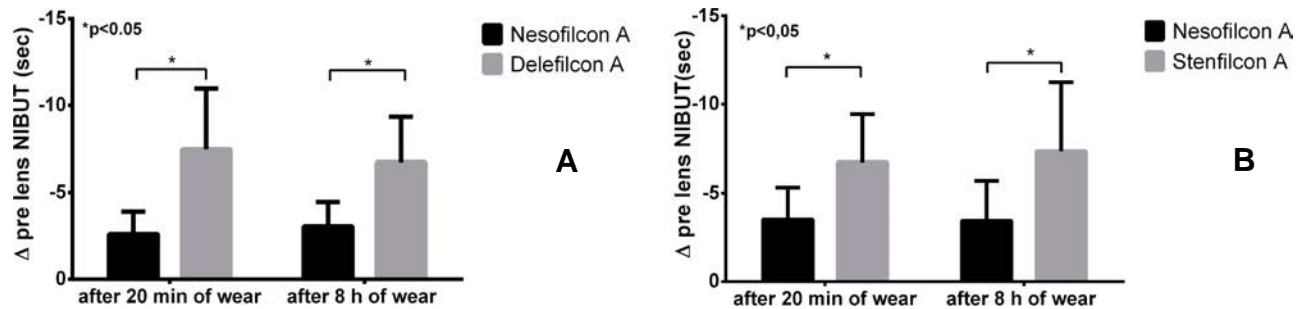 *p<0.05
Nesofilcon A
Delefilcon A
Δ pre lens NIBUT (sec)
-15
-10
-5
0
*
*
after 20 min of wear
after 8 h of wear
A
*p<0,05
Nesofilcon A
Stenfilcon A
Δ pre lens NIBUT(sec)
-15
-10
-5
0
*
*
after 20 min of wear
after 8 h of wear
B